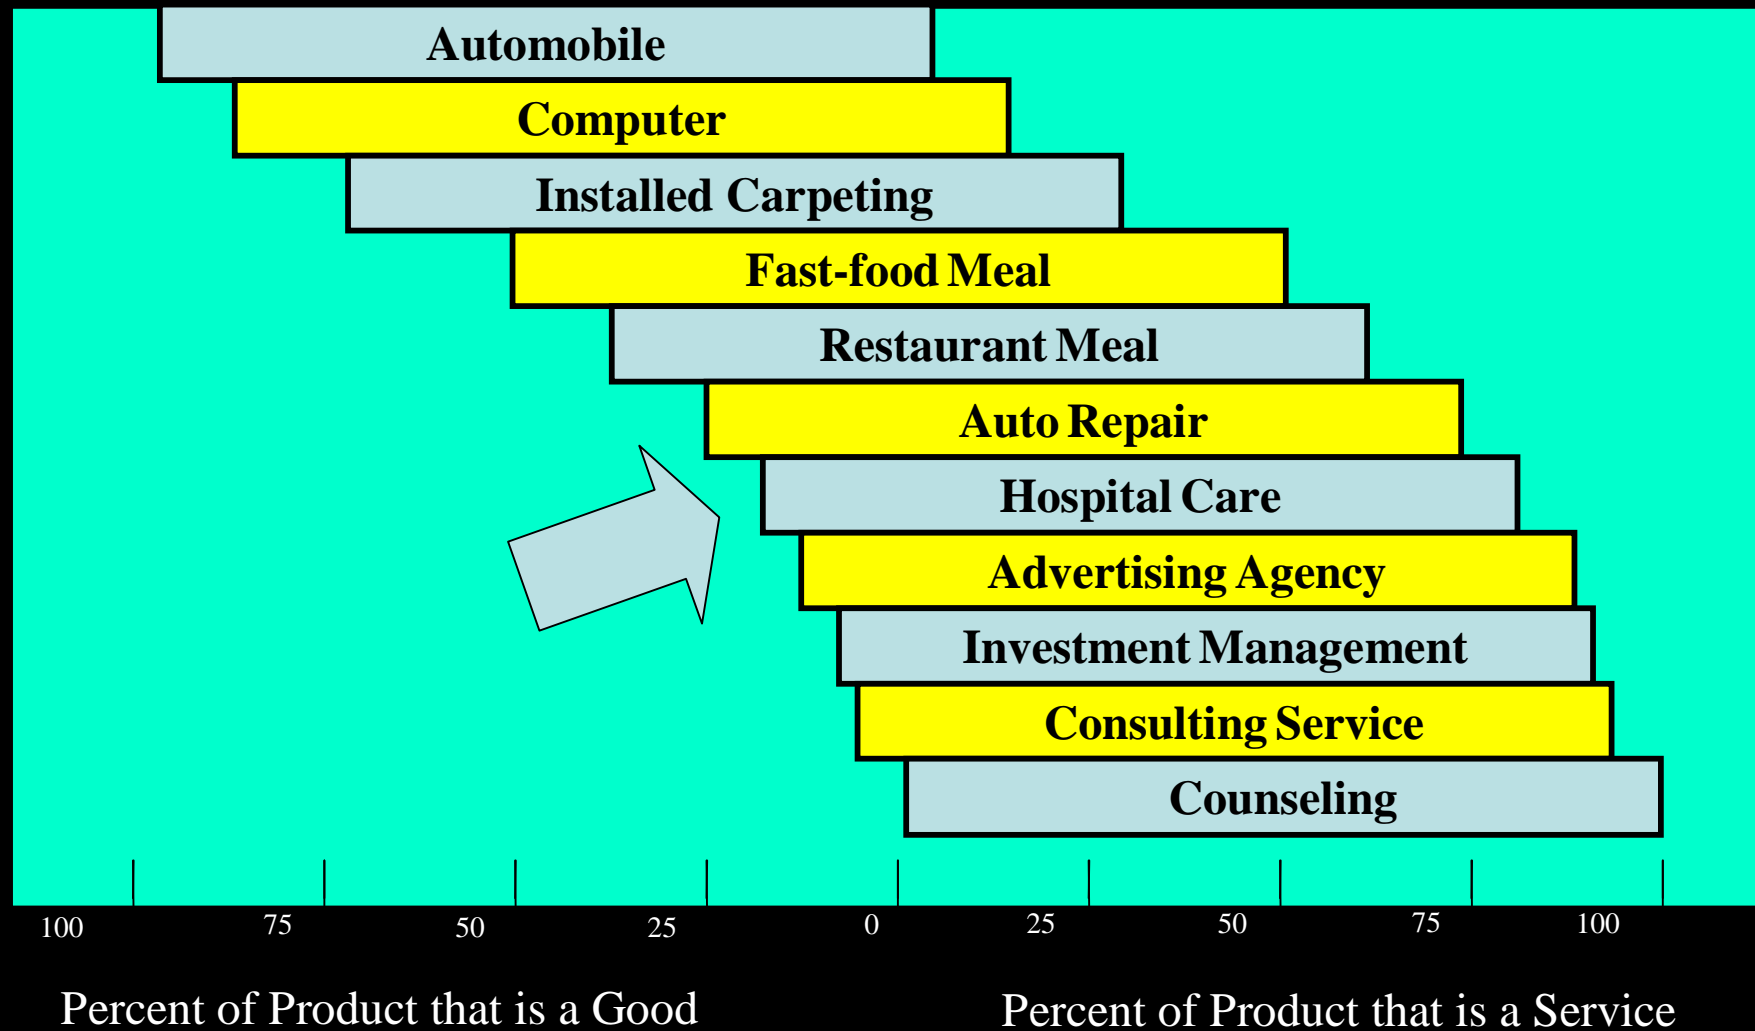 Automobile
Computer
Installed Carpeting
Fast-food Meal
Restaurant Meal
Auto Repair
Hospital Care
Advertising Agency
Investment Management
Consulting Service
Counseling
100 75 50 25 0 25 50 75 100
Percent of Product that is a Good Percent of Product that is a Service